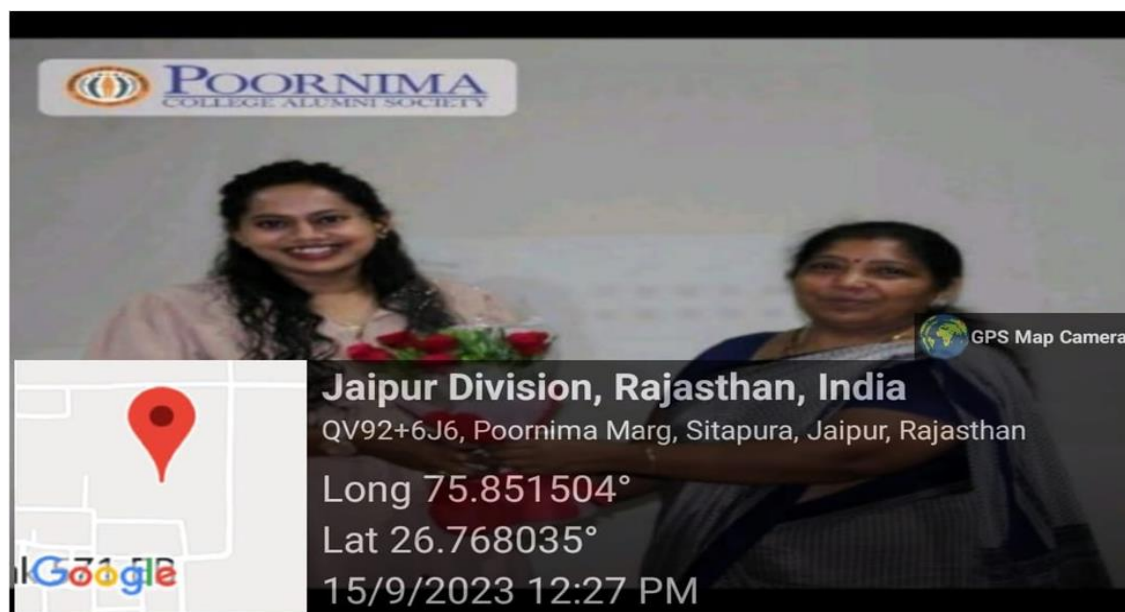 POORNIMA
COLLEGE ALUMNI SOCIETY
GPS Map Camera
Jaipur Division, Rajasthan, India
QV92+6J6, Poornima Marg, Sitapura, Jaipur, Rajasthan
Long 75.851504°
Lat 26.768035°
15/9/2023 12:27 PM
Google